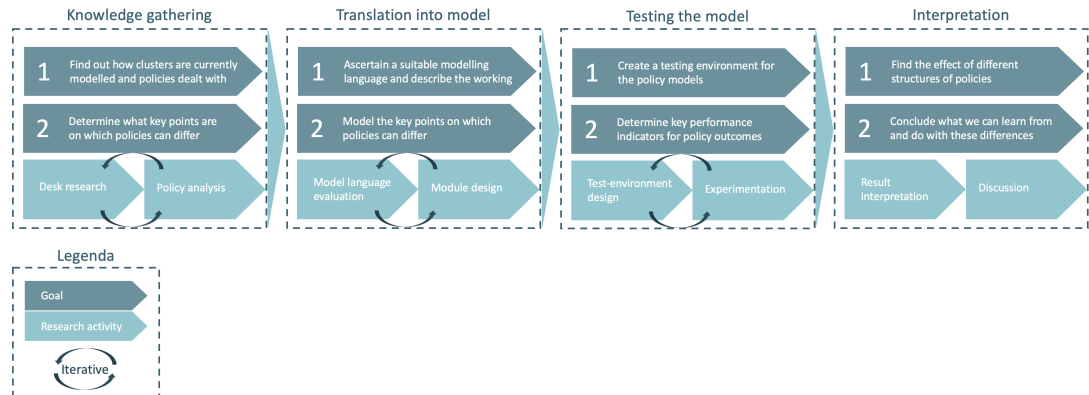 Knowledge gathering
1 Find out how clusters are currently
modelled and policies dealt with
2 Determine what key points are
on which policies can differ
Desk research
Policy analysis
Translation into model
1 Ascertain a suitable modelling
language and describe the working
2 Model the key points on which
policies can differ
Model language
evaluation
Module design
Testing the model
1 Create a testing environment for
the policy models
2 Determine key performance
indicators for policy outcomes
Test-environment
design
Experimentation
Interpretation
1 Find the effect of different
structures of policies
2 Conclude what we can learn from
and do with these differences
Result
interpretation
Discussion
Legenda
Goal
Research activity
Iterative